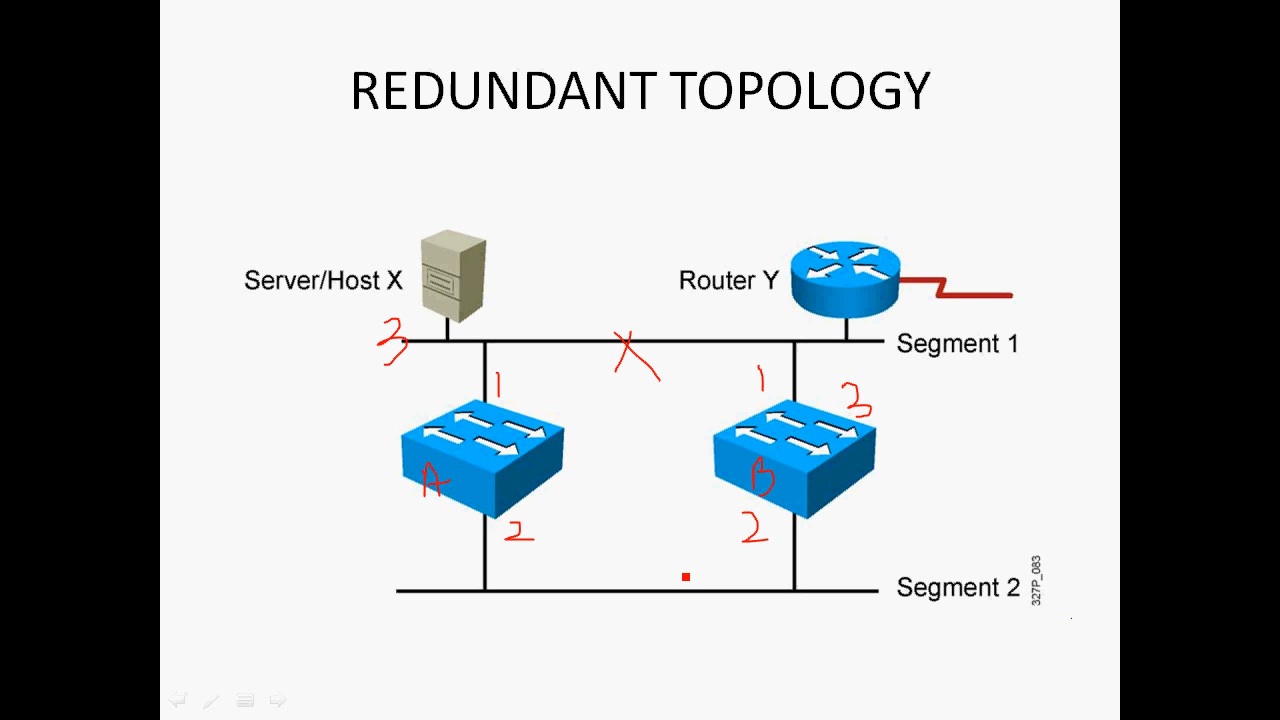 REDUNDANT TOPOLOGY
Server/Host X
Router Y
3
X
Segment 1
1
1
3
A
B
2
2
Segment 2
327P_083